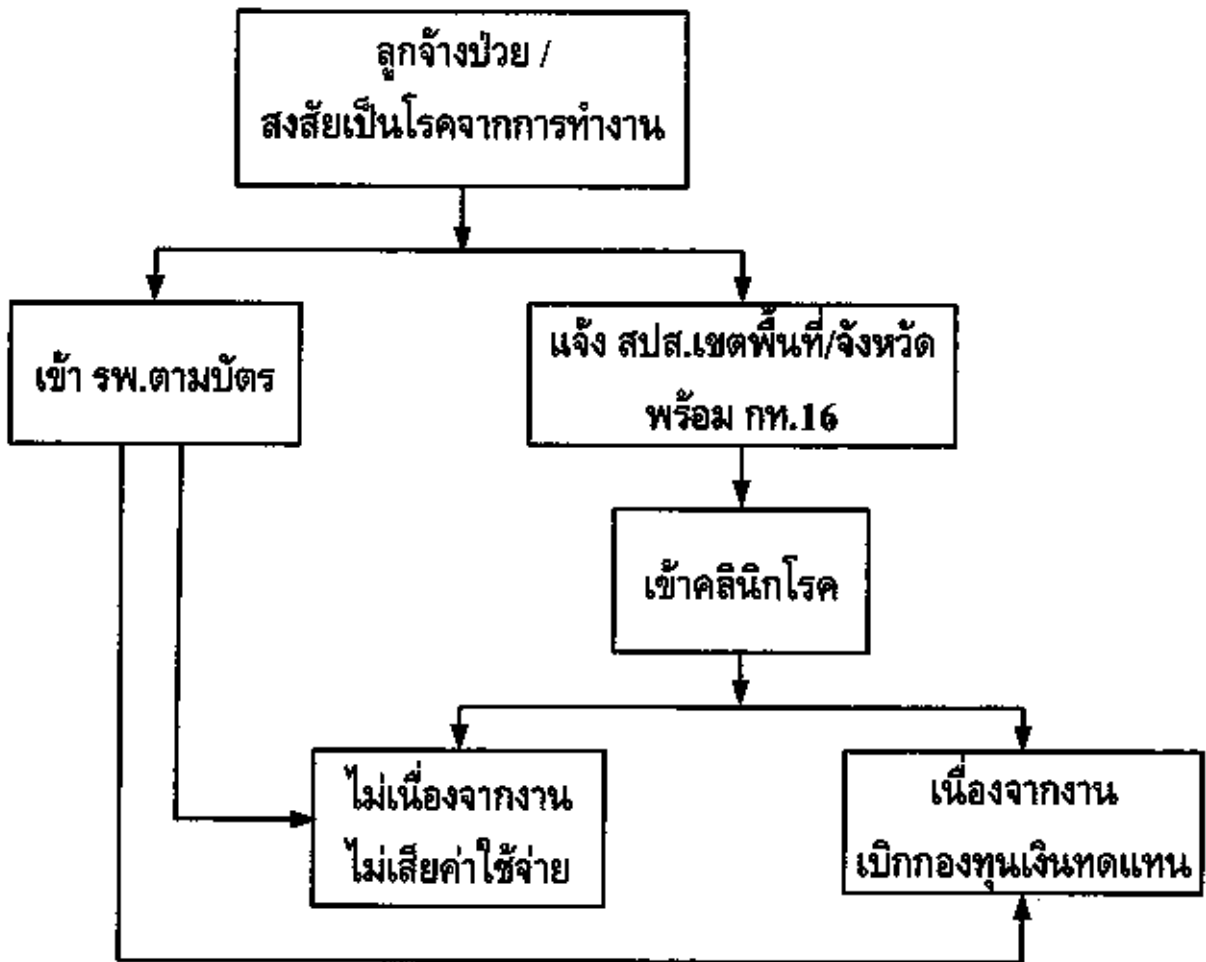 ลูกจ้างป่วย /
สงสัยเป็นโรคจากการทำงาน
เข้า รพ.ตามบัตร
แจ้ง สปส.เขตพื้นที่/จังหวัด
พร้อม กท.16
เข้าคลินิกโรค
ไม่เนื่องจากงาน
ไม่เสียค่าใช้จ่าย
เนื่องจากงาน
เบิกกองทุนเงินทดแทน